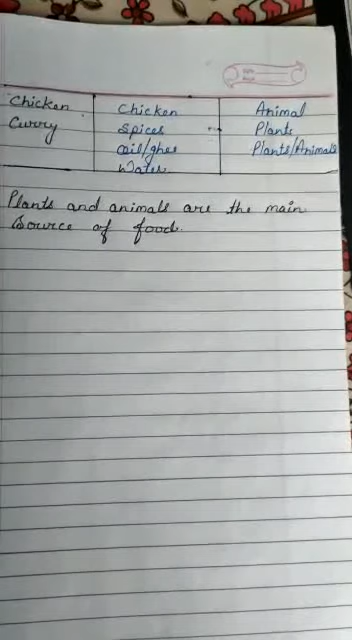 Chicken Chicken Animal
Curry Spices Plants
oil/ghee Plants/Animals
Water
Plants and animals are the main
Source of food.